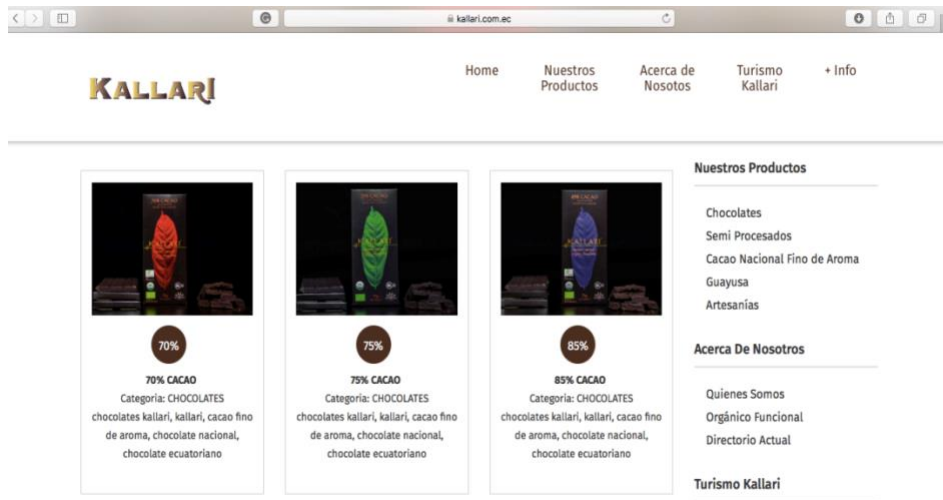 kallari.com.ec
KALLARI
Home
Nuestros
Productos
Acerca de
Nosotos
Turismo
Kallari
+ Info
70%
70% CACAO
Categoria: CHOCOLATES
chocolates kallari, kallari, cacao fino
de aroma, chocolate nacional,
chocolate ecuatoriano
75%
75% CACAO
Categoria: CHOCOLATES
chocolates kallari, kallari, cacao fino
de aroma, chocolate nacional,
chocolate ecuatoriano
85%
85% CACAO
Categoria: CHOCOLATES
chocolates kallari, kallari, cacao fino
de aroma, chocolate nacional,
chocolate ecuatoriano
Nuestros Productos
Chocolates
Semi Procesados
Cacao Nacional Fino de Aroma
Guayusa
Artesanías
Acerca De Nosotros
Quienes Somos
Orgánico Funcional
Directorio Actual
Turismo Kallari